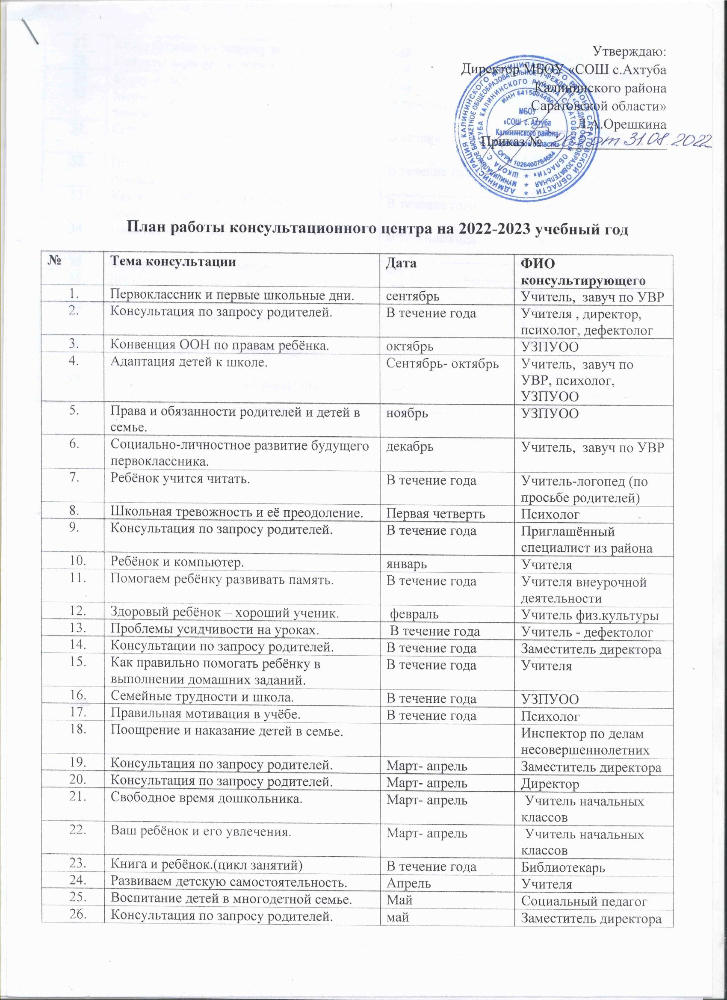 Утверждаю:
Директор МБОУ «СОШ с.Ахтуба
Калининского района
Саратовской области»
Л.А.Орешкина
Приказ № от 31.08.2022
АДМИНИСТРАЦИЯ КАЛИНИНСКОГО МУНИЦИПАЛЬНОГО РАЙОНА САРАТОВСКОЙ ОБЛАСТИ
ИНН 6415004490
МБОУ
«СОШ с. Ахтуба
Калининского района
Саратовской области»
ОГРН 1026400784684
План работы консультационного центра на 2022-2023 учебный год
№ Тема консультации Дата ФИО
консультирующего
1. Первоклассник и первые школьные дни. сентябрь Учитель, завуч по УВР
2. Консультация по запросу родителей. В течение года Учителя , директор,
психолог, дефектолог
3. Конвенция ООН по правам ребёнка. октябрь УЗПУОО
4. Адаптация детей к школе. Сентябрь- октябрь Учитель, завуч по
УВР, психолог,
УЗПУОО
5. Права и обязанности родителей и детей в ноябрь УЗПУОО
семье.
6. Социально-личностное развитие будущего декабрь Учитель, завуч по УВР
первоклассника.
7. Ребёнок учится читать. В течение года Учитель-логопед (по
просьбе родителей)
8. Школьная тревожность и её преодоление. Первая четверть Психолог
9. Консультация по запросу родителей. В течение года Приглашённый
специалист из района
10. Ребёнок и компьютер. январь Учителя
11. Помогаем ребёнку развивать память. В течение года Учителя внеурочной
деятельности
12. Здоровый ребёнок – хороший ученик. февраль Учитель физ.культуры
13. Проблемы усидчивости на уроках. В течение года Учитель - дефектолог
14. Консультации по запросу родителей. В течение года Заместитель директора
15. Как правильно помогать ребёнку в В течение года Учителя
выполнении домашних заданий.
16. Семейные трудности и школа. В течение года УЗПУОО
17. Правильная мотивация в учёбе. В течение года Психолог
18. Поощрение и наказание детей в семье. Инспектор по делам
несовершеннолетних
19. Консультация по запросу родителей. Март- апрель Заместитель директора
20. Консультация по запросу родителей. Март- апрель Директор
21. Свободное время дошкольника. Март- апрель Учитель начальных
классов
22. Ваш ребёнок и его увлечения. Март- апрель Учитель начальных
классов
23. Книга и ребёнок.(цикл занятий) В течение года Библиотекарь
24. Развиваем детскую самостоятельность. Апрель Учителя
25. Воспитание детей в многодетной семье. Май Социальный педагог
26. Консультация по запросу родителей. май Заместитель директора